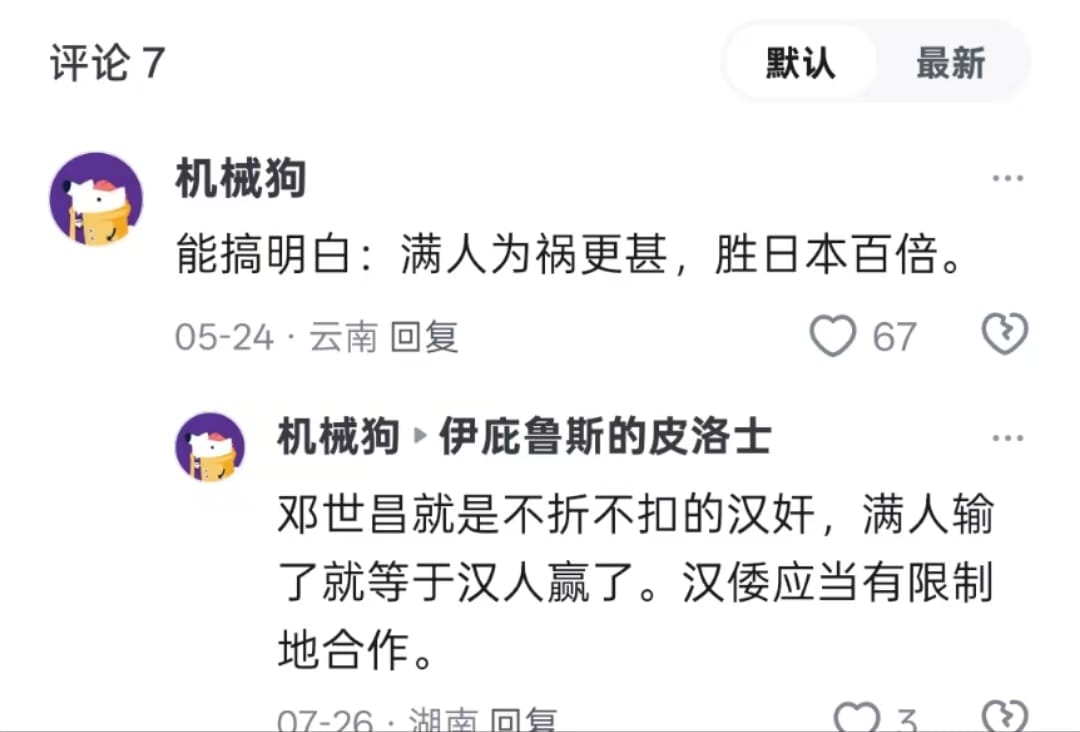 评论 7
默认 最新
机械狗
能搞明白：满人为祸更甚，胜日本百倍。
05-24 · 云南 回复 67
机械狗 ▸ 伊庇鲁斯的皮洛士
邓世昌就是不折不扣的汉奸，满人输
了就等于汉人赢了。汉倭应当有限制
地合作。
07-26 · 湖南 回复 3